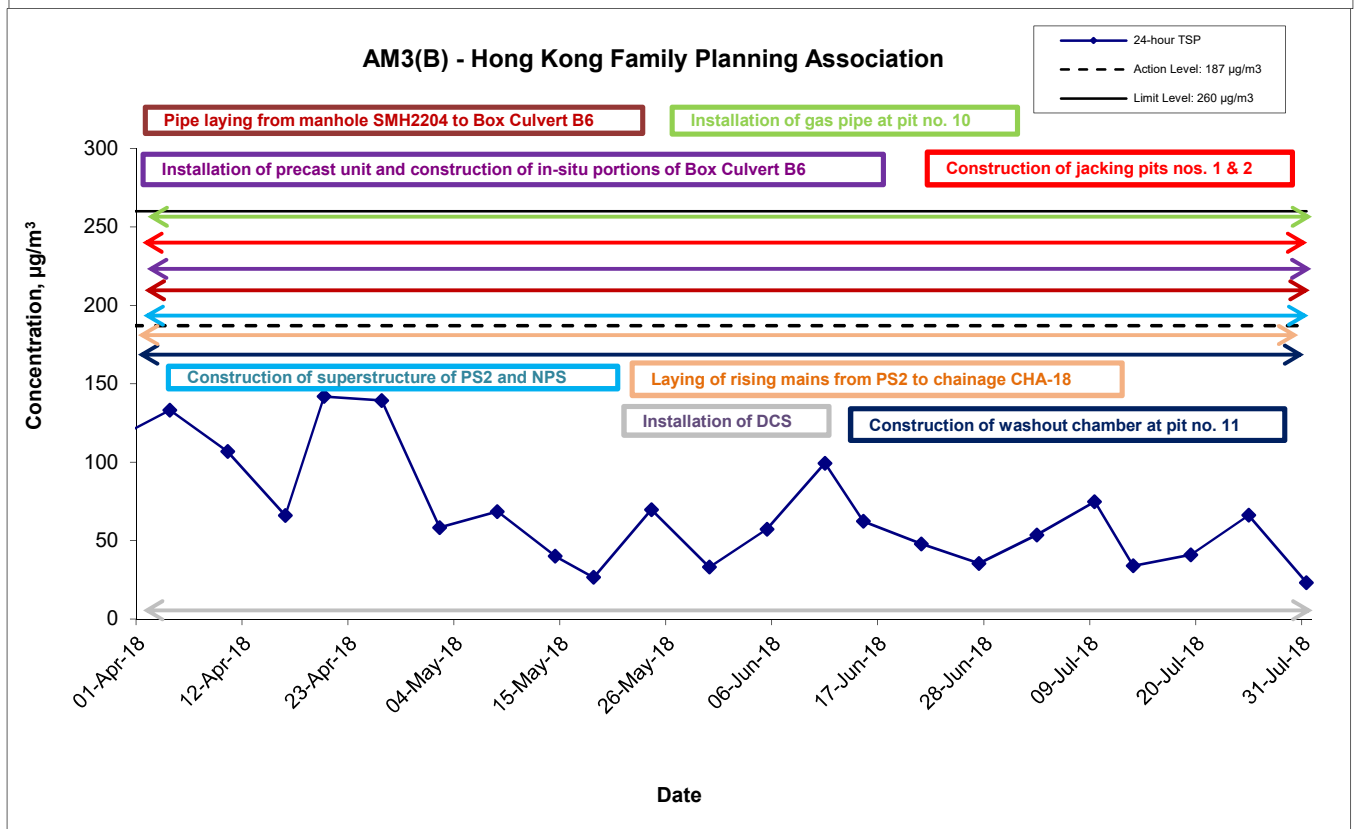 AM3(B) - Hong Kong Family Planning Association
24-hour TSP
Action Level: 187 µg/m3
Limit Level: 260 µg/m3
Pipe laying from manhole SMH2204 to Box Culvert B6
Installation of gas pipe at pit no. 10
Installation of precast unit and construction of in-situ portions of Box Culvert B6
Construction of jacking pits nos. 1 & 2
Construction of superstructure of PS2 and NPS
Laying of rising mains from PS2 to chainage CHA-18
Installation of DCS
Construction of washout chamber at pit no. 11
Concentration, µg/m³
300
250
200
150
100
50
0
01-Apr-18
12-Apr-18
23-Apr-18
04-May-18
15-May-18
26-May-18
06-Jun-18
17-Jun-18
28-Jun-18
09-Jul-18
20-Jul-18
31-Jul-18
Date